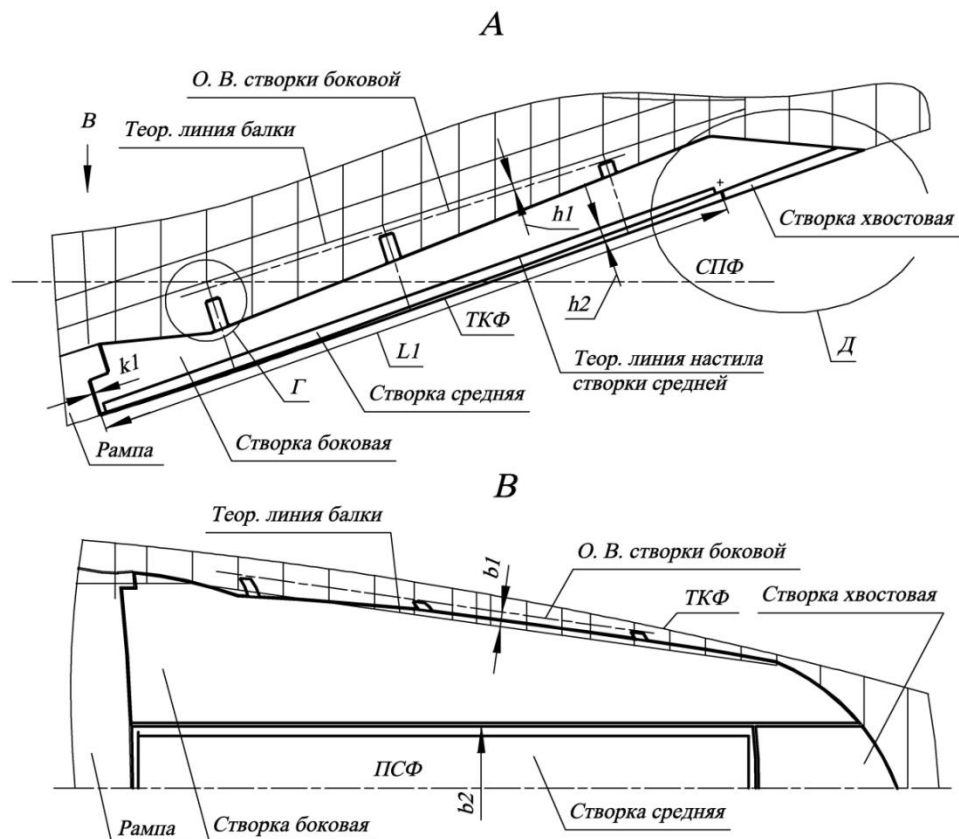 А
О. В. створки боковой
В
Теор. линия балки
h1
Створка хвостовая
СПФ
h2
ТКФ
L1
Д
k1
Теор. линия настила
створки средней
Г
Створка средняя
Рампа
Створка боковая
В
Теор. линия балки
b1
О. В. створки боковой
ТКФ
Створка хвостовая
ПСФ
b2
Створка средняя
Рампа
Створка боковая